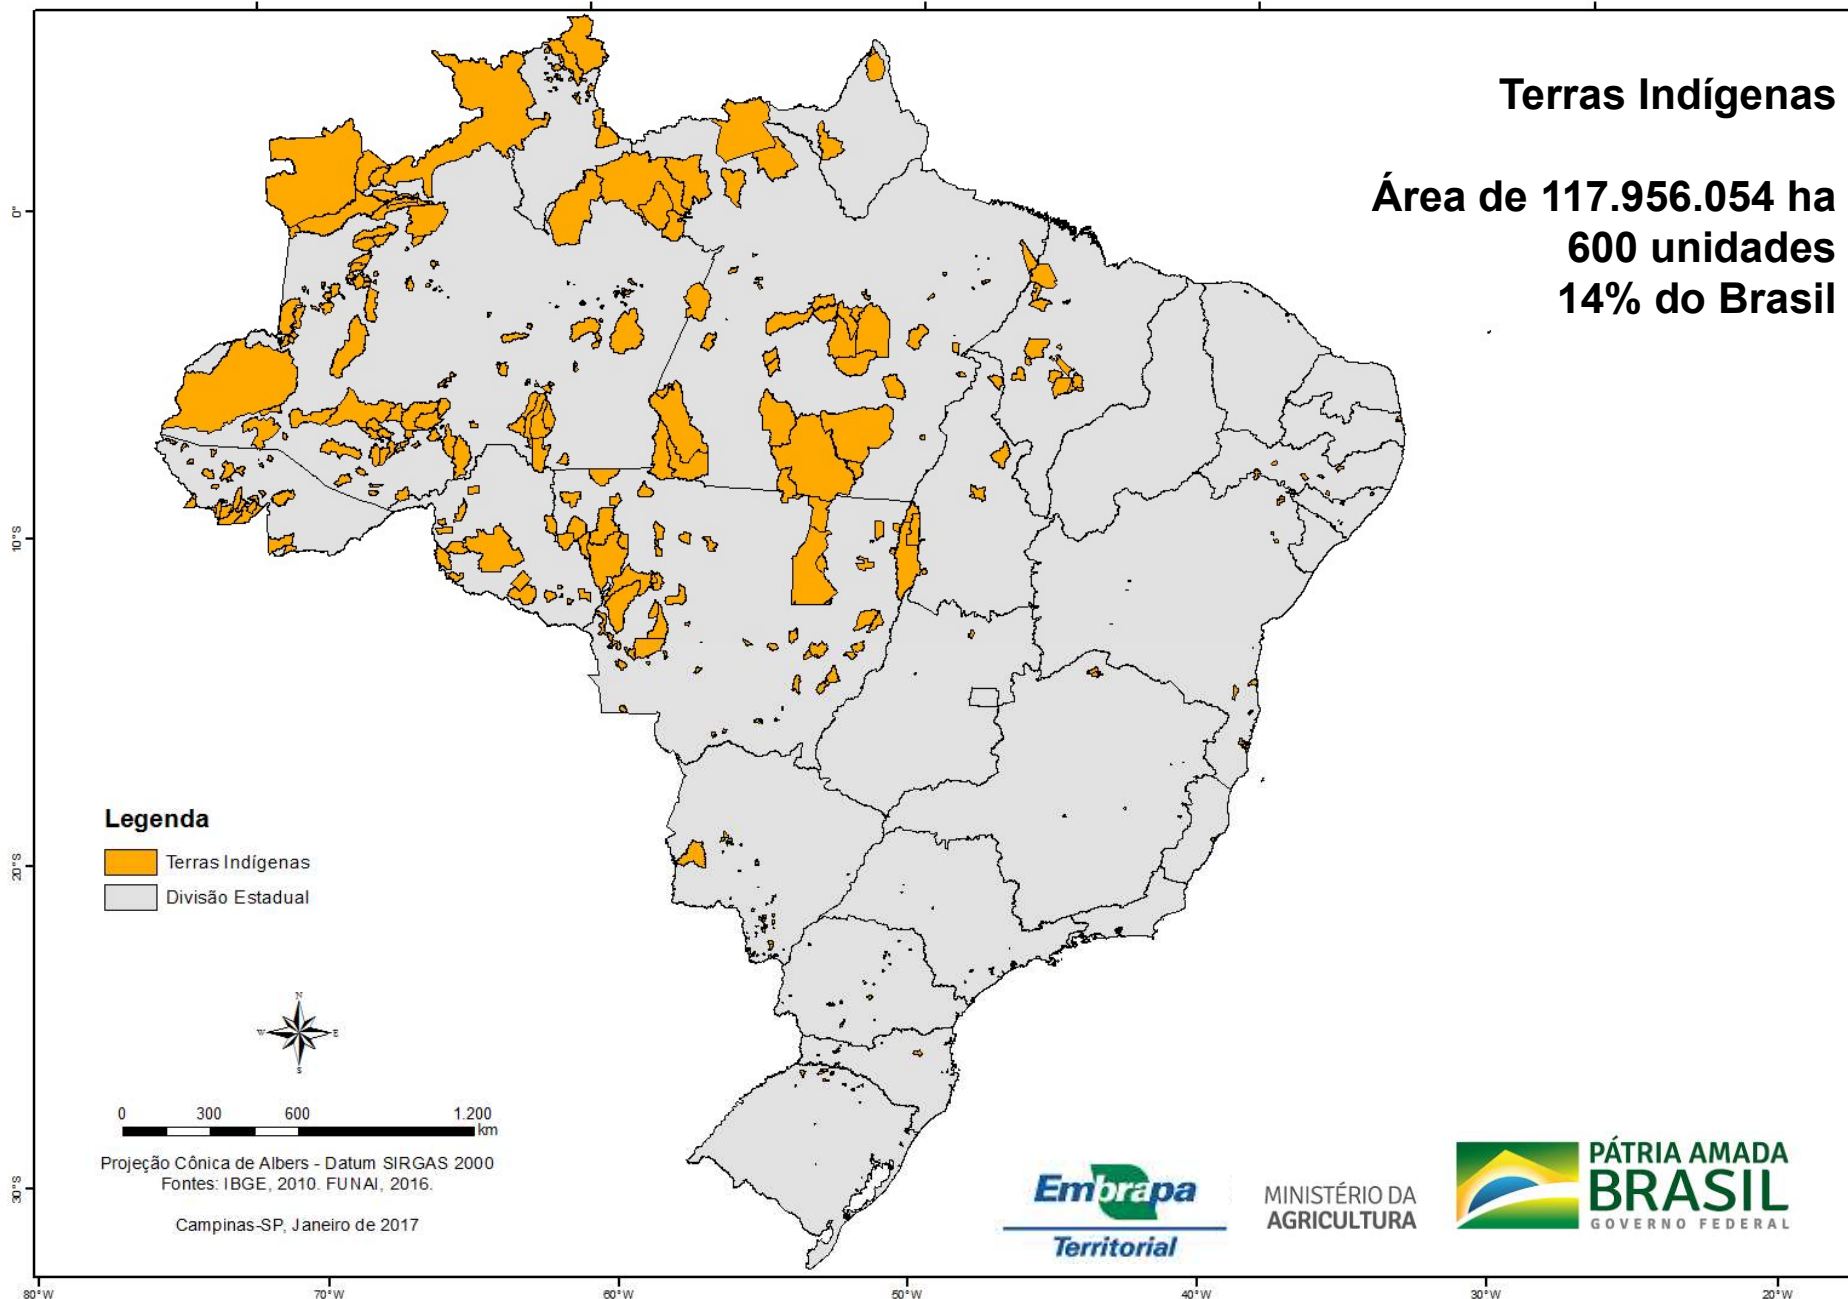 Terras Indígenas
Área de 117.956.054 ha
600 unidades
14% do Brasil
0°
10°S
20°S
30°S
Legenda
Terras Indígenas
Divisão Estadual
N
W
E
S
0 300 600 1.200
km
Projeção Cônica de Albers - Datum SIRGAS 2000
Fontes: IBGE, 2010. FUNAI, 2016.
Campinas-SP, Janeiro de 2017
Embrapa
Territorial
MINISTÉRIO DA
AGRICULTURA
PÁTRIA AMADA
BRASIL
GOVERNO FEDERAL
80°W 70°W 60°W 50°W 40°W 30°W 20°W